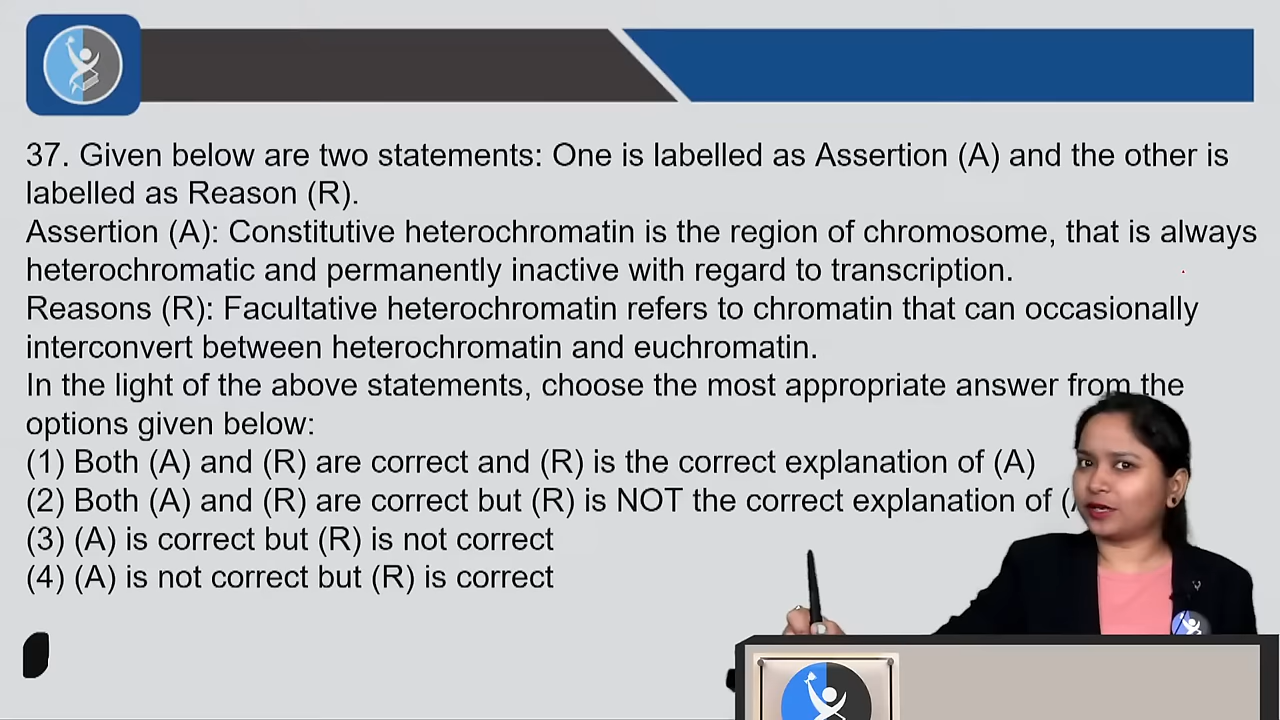 37. Given below are two statements: One is labelled as Assertion (A) and the other is
labelled as Reason (R).
Assertion (A): Constitutive heterochromatin is the region of chromosome, that is always
heterochromatic and permanently inactive with regard to transcription.
Reasons (R): Facultative heterochromatin refers to chromatin that can occasionally
interconvert between heterochromatin and euchromatin.
In the light of the above statements, choose the most appropriate answer from the
options given below:
(1) Both (A) and (R) are correct and (R) is the correct explanation of (A)
(2) Both (A) and (R) are correct but (R) is NOT the correct explanation of
(3) (A) is correct but (R) is not correct
(4) (A) is not correct but (R) is correct